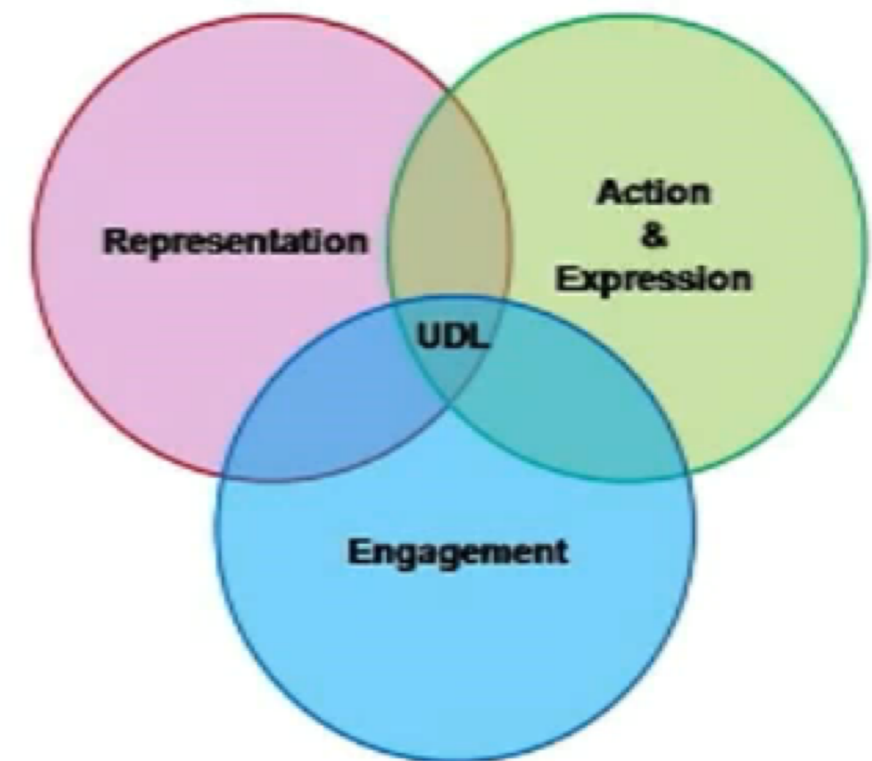 Representation
Action
&
Expression
UDL
Engagement